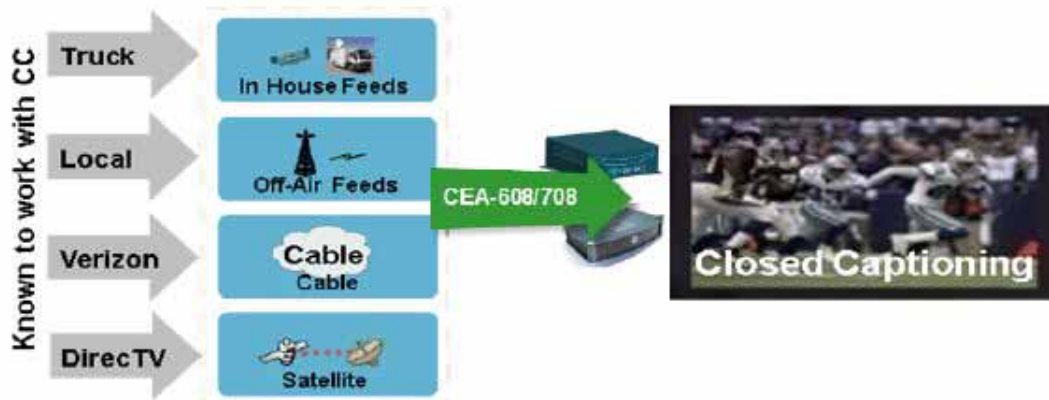 Known to work with CC
Truck
In House Feeds
Local
Off-Air Feeds
CEA-608/708
Verizon
Cable
Cable
DirecTV
Satellite
Closed Captioning